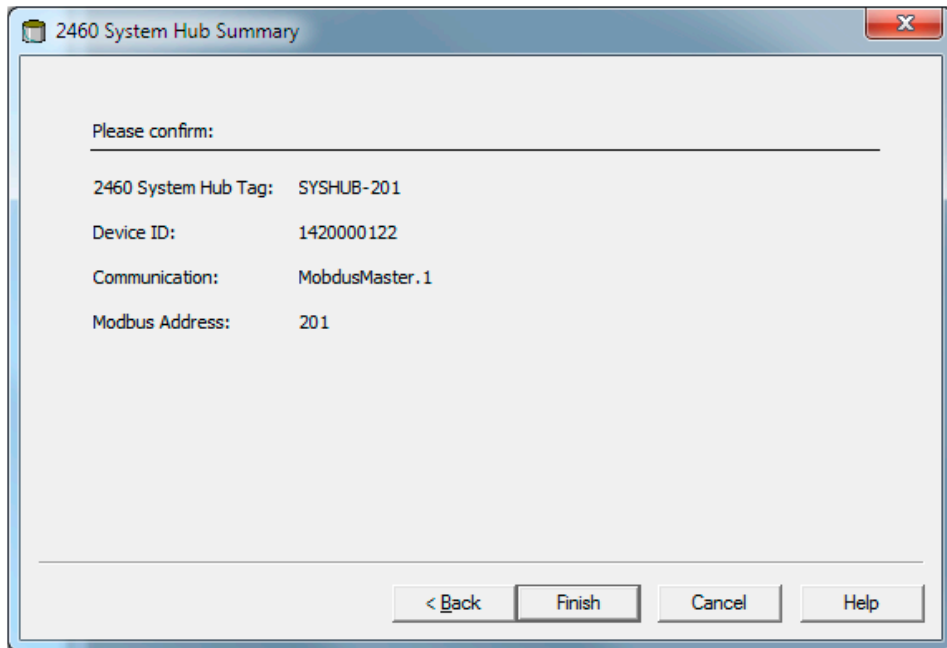 2460 System Hub Summary
Please confirm:
2460 System Hub Tag: SYSHUB-201
Device ID: 1420000122
Communication: MobdusMaster.1
Modbus Address: 201
< Back Finish Cancel Help